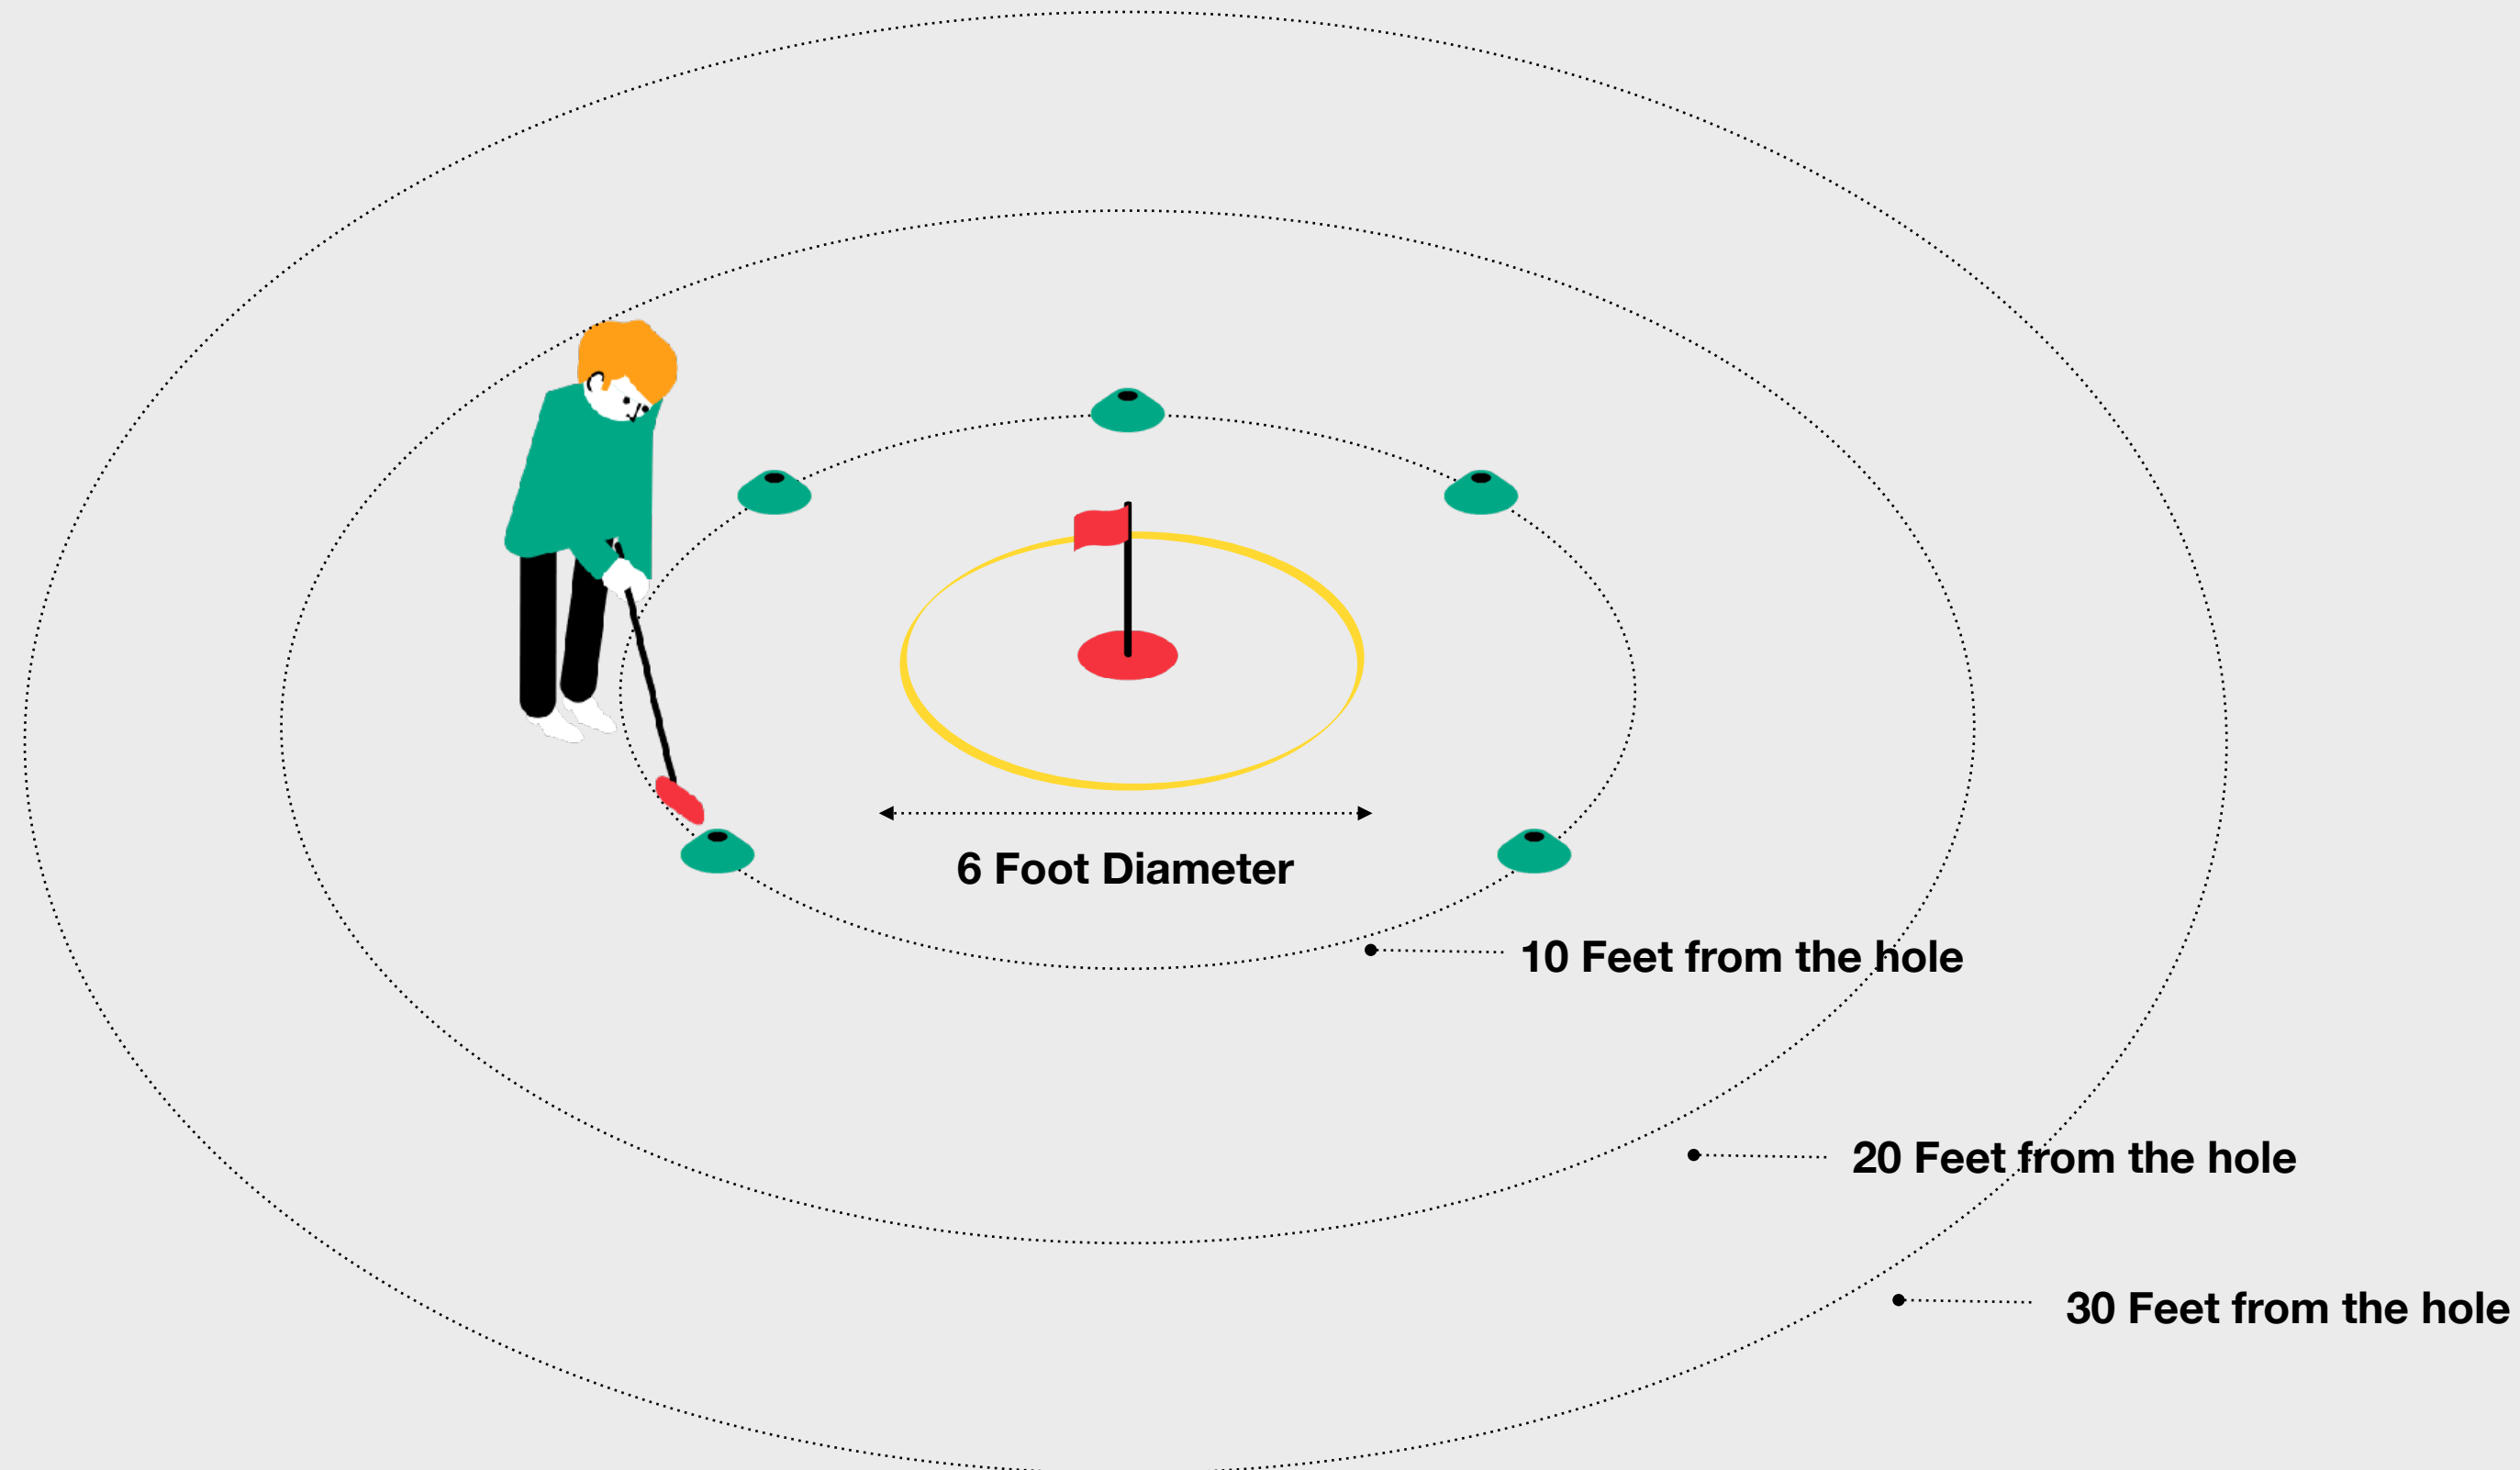 6 Foot Diameter
10 Feet from the hole
20 Feet from the hole
30 Feet from the hole